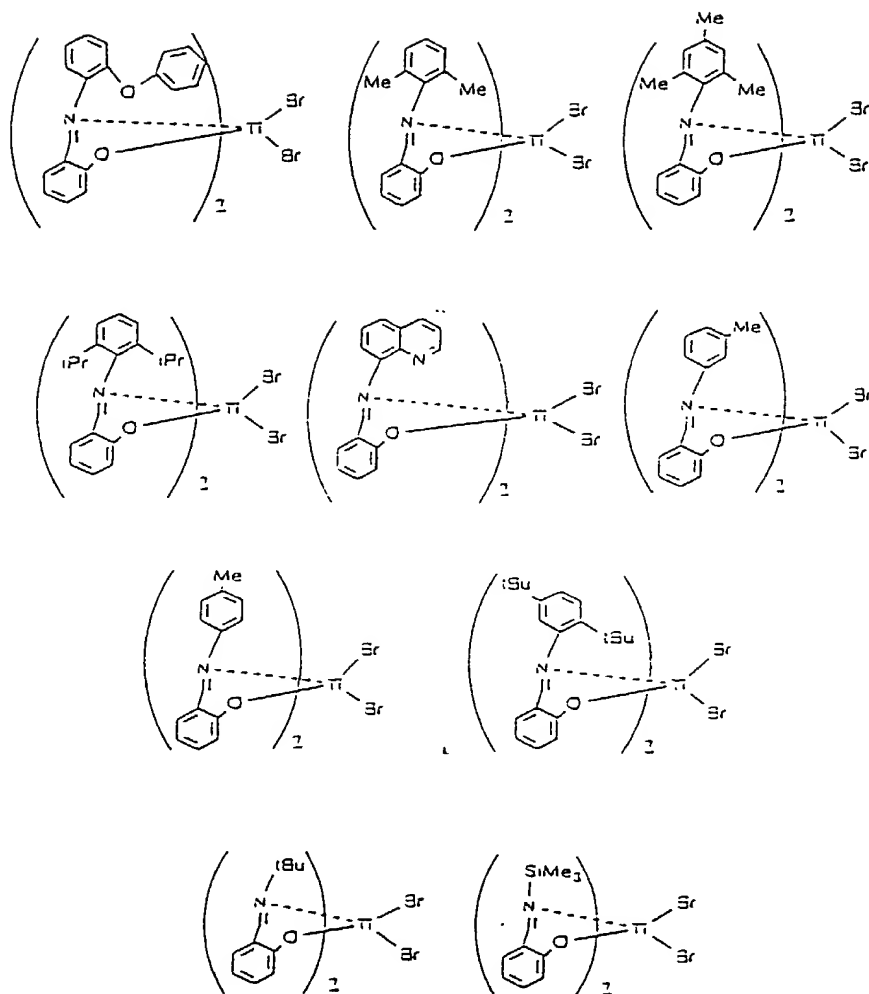 Me
O Me Me Me Me
Br Br Br
N N N
Ti Ti Ti
O O O
Br Br Br
2 2 2
iPr iPr N Me
Br Br Br
N N N
Ti Ti Ti
O O O
Br Br Br
2 2 2
Me tBu
tBu
Br Br
N N
Ti Ti
O O
Br Br
2 2
tBu SiMe3
Br Br
N N
Ti Ti
O O
Br Br
2 2